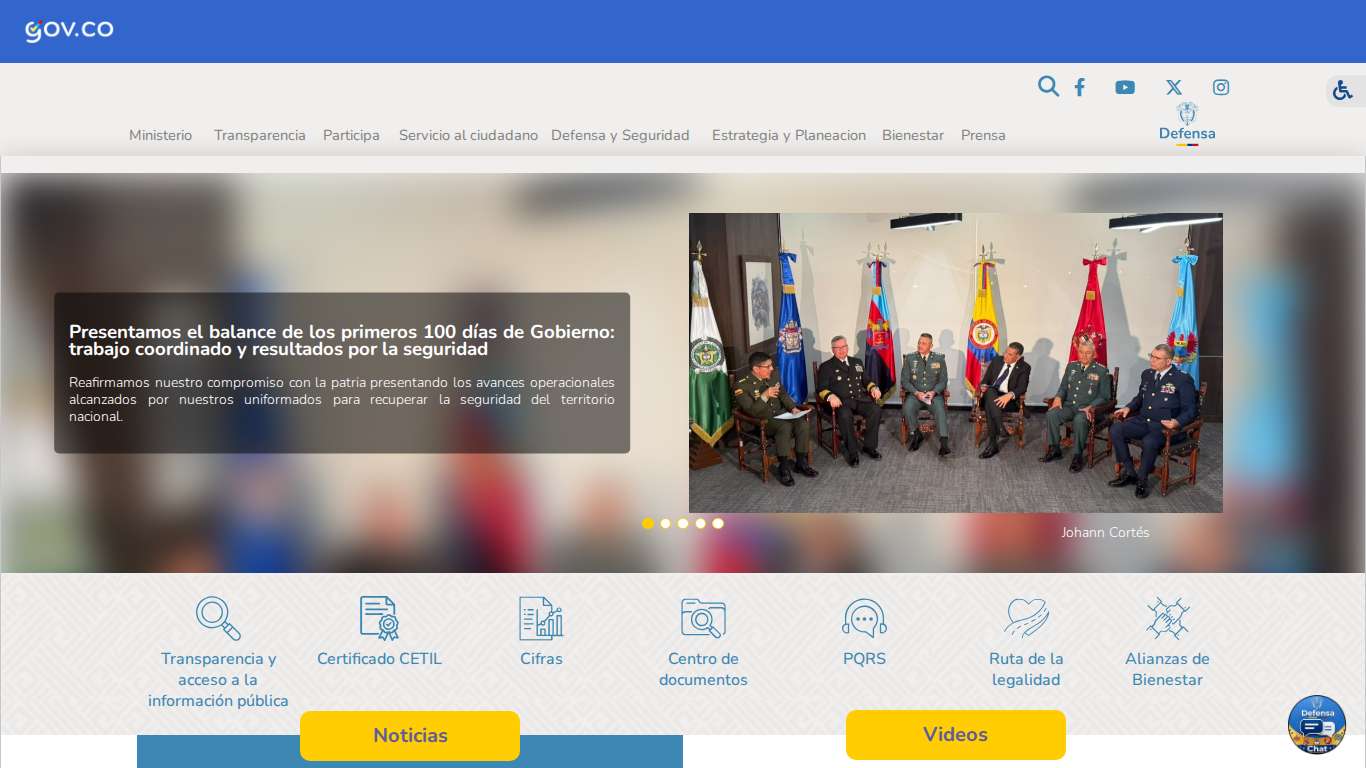 GOV.CO
Ministerio Transparencia Participa Servicio al ciudadano Defensa y Seguridad Estrategia y Planeacion Bienestar Prensa
Defensa
Presentamos el balance de los primeros 100 días de Gobierno:
trabajo coordinado y resultados por la seguridad
Reafirmamos nuestro compromiso con la patria presentando los avances operacionales
alcanzados por nuestros uniformados para recuperar la seguridad del territorio
nacional.
Johann Cortés
Transparencia y
acceso a la
información pública
Certificado CETIL
Cifras
Centro de
documentos
PQRS
Ruta de la
legalidad
Alianzas de
Bienestar
Noticias
Videos
Defensa
Chat